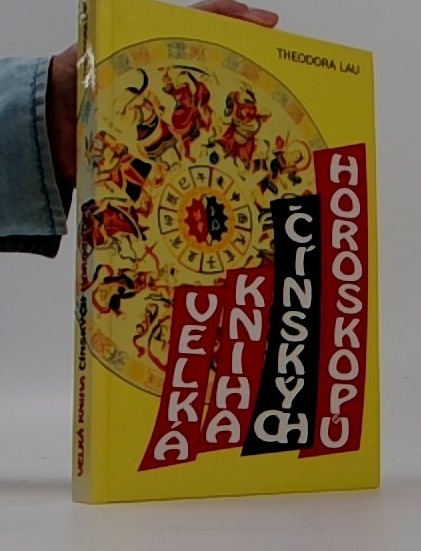 THEODORA LAU
VELKÁ
KNIHA
ČÍNSKÝCH
HOROSKOPŮ
VELKÁ KNIHA ČÍNSKÝCH HOROSKOPŮ